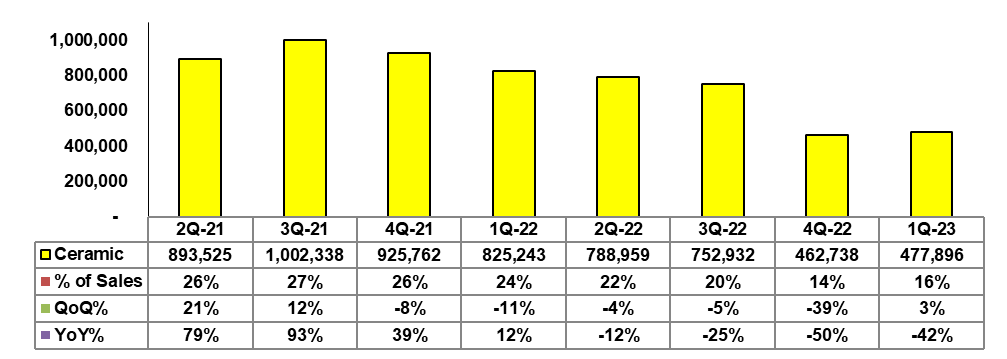 1,000,000
800,000
600,000
400,000
200,000
-
2Q-21 3Q-21 4Q-21 1Q-22 2Q-22 3Q-22 4Q-22 1Q-23
Ceramic 893,525 1,002,338 925,762 825,243 788,959 752,932 462,738 477,896
% of Sales 26% 27% 26% 24% 22% 20% 14% 16%
QoQ% 21% 12% -8% -11% -4% -5% -39% 3%
YoY% 79% 93% 39% 12% -12% -25% -50% -42%